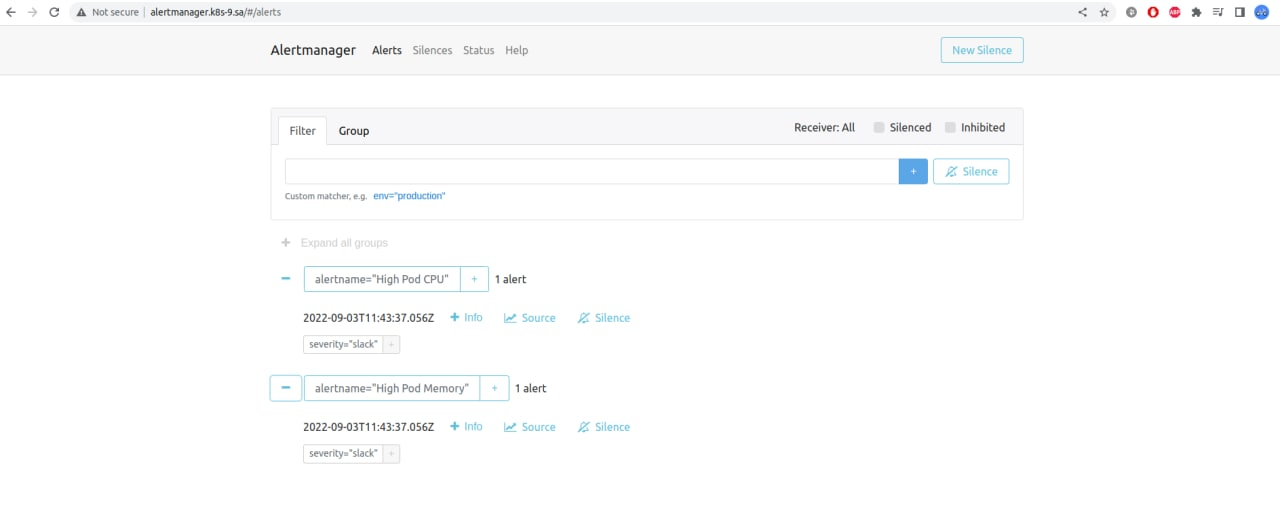 Not secure alertmanager.k8s-9.sa/#/alerts
Alertmanager Alerts Silences Status Help New Silence
Filter Group Receiver: All Silenced Inhibited
+ Silence
Custom matcher, e.g. env="production"
+ Expand all groups
− alertname="High Pod CPU" + 1 alert
2022-09-03T11:43:37.056Z + Info Source Silence
severity="slack" +
− alertname="High Pod Memory" + 1 alert
2022-09-03T11:43:37.056Z + Info Source Silence
severity="slack" +